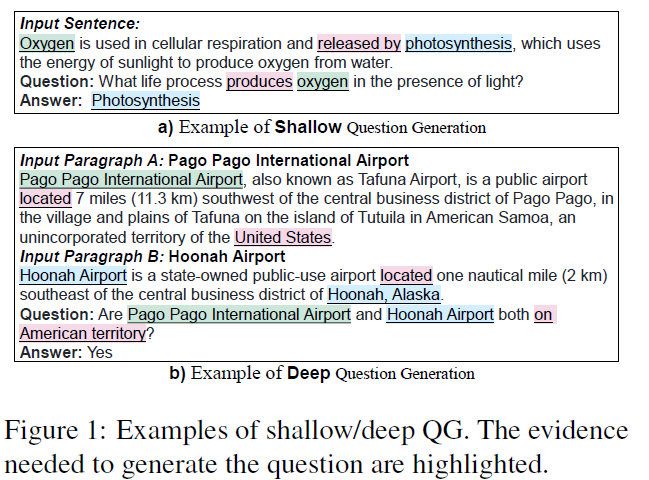 Input Sentence:
Oxygen is used in cellular respiration and released by photosynthesis, which uses
the energy of sunlight to produce oxygen from water.
Question: What life process produces oxygen in the presence of light?
Answer: Photosynthesis
a) Example of Shallow Question Generation
Input Paragraph A: Pago Pago International Airport
Pago Pago International Airport, also known as Tafuna Airport, is a public airport
located 7 miles (11.3 km) southwest of the central business district of Pago Pago, in
the village and plains of Tafuna on the island of Tutuila in American Samoa, an
unincorporated territory of the United States.
Input Paragraph B: Hoonah Airport
Hoonah Airport is a state-owned public-use airport located one nautical mile (2 km)
southeast of the central business district of Hoonah, Alaska.
Question: Are Pago Pago International Airport and Hoonah Airport both on
American territory?
Answer: Yes
b) Example of Deep Question Generation
Figure 1: Examples of shallow/deep QG. The evidence
needed to generate the question are highlighted.